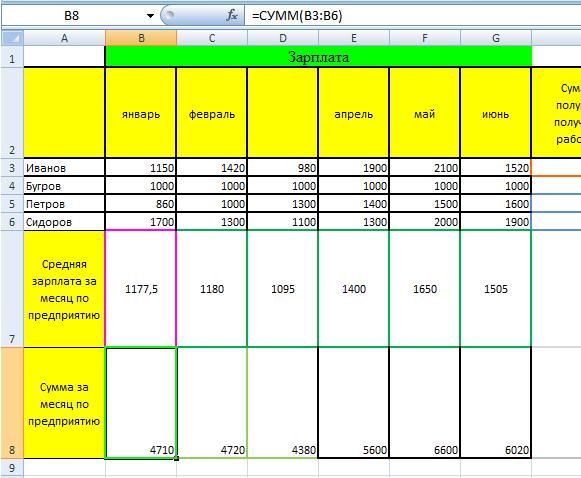 B8 fx =СУММ(B3:B6)
A B C D E F G
1 Зарплата
2 январь февраль апрель май июнь
Сум
полу
получ
рабо
3 Иванов 1150 1420 980 1900 2100 1520
4 Бугров 1000 1000 1000 1000 1000 1000
5 Петров 860 1000 1300 1400 1500 1600
6 Сидоров 1700 1300 1100 1300 2000 1900
Средняя
зарплата за
месяц по
предприятию
7 1177,5 1180 1095 1400 1650 1505
Сумма за
месяц по
предприятию
8 4710 4720 4380 5600 6600 6020
9